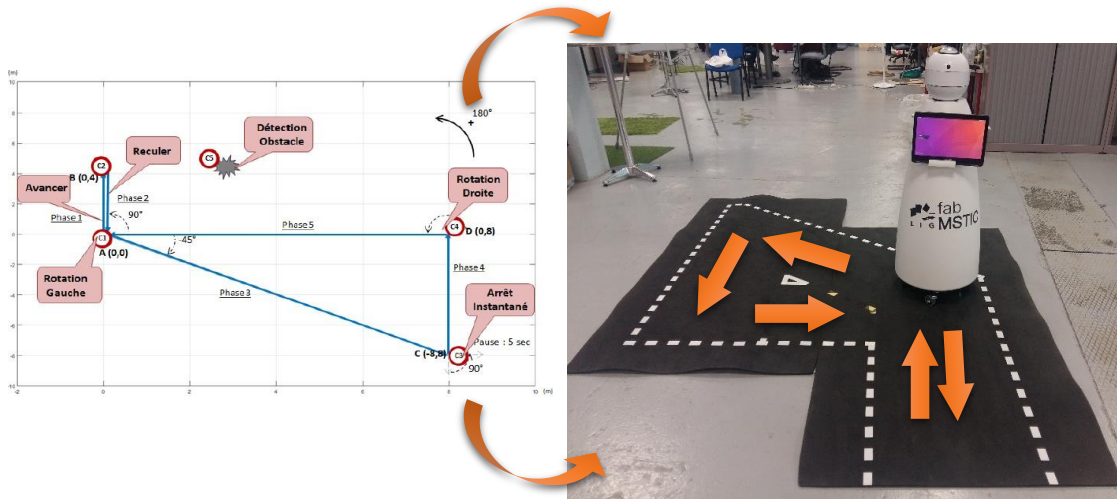 (m)
10
8
6
4
2
0
-2
-4
-6
-8
-10
-2
0
2
4
6
8
10
(m)
180°
+
Détection
Obstacle
C5
Reculer
C2
B (0,4)
Avancer
Phase 2
Phase 1
90°
Rotation
Droite
C4
D (0,8)
Phase 5
C1
A (0,0)
-45°
Rotation
Gauche
Phase 3
Phase 4
Arrêt
Instantané
Pause : 5 sec
C (-8,8)
C3
90°
fab
LIG
MSTIC